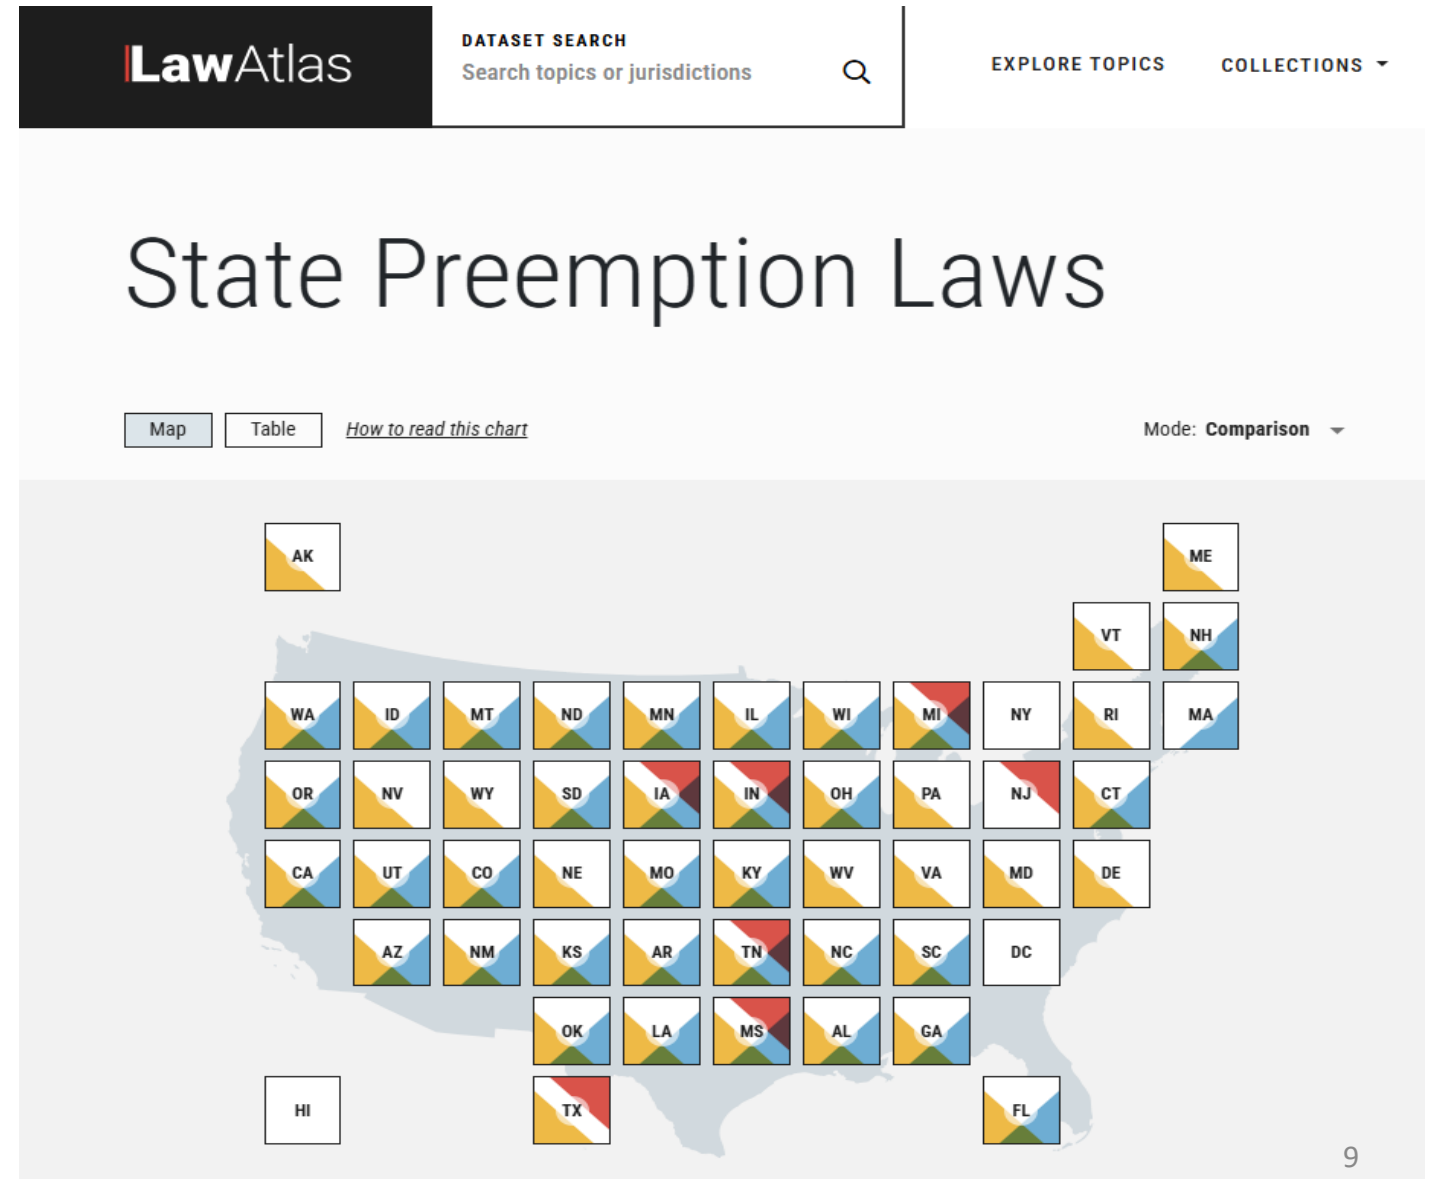 LawAtlas
DATASET SEARCH
Search topics or jurisdictions
EXPLORE TOPICS
COLLECTIONS
State Preemption Laws
Map
Table
How to read this chart
Mode: Comparison
AK
ME
VT
NH
WA
ID
MT
ND
MN
IL
WI
MI
NY
RI
MA
OR
NV
WY
SD
IA
IN
OH
PA
NJ
CT
CA
UT
CO
NE
MO
KY
WV
VA
MD
DE
AZ
NM
KS
AR
TN
NC
SC
DC
OK
LA
MS
AL
GA
HI
TX
FL
9